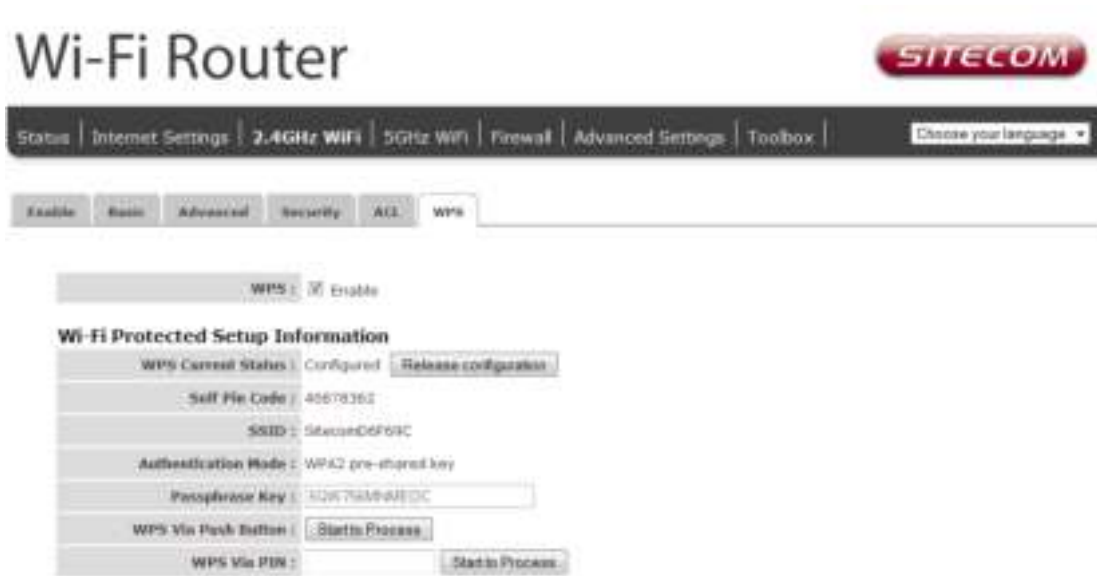 Wi-Fi Router
SITECOM
Status | Internet Settings | 2.4GHz WiFi | 5GHz WiFi | Firewall | Advanced Settings | Toolbox |
Choose your language
Enable Basic Advanced Security ACL WPS
WPS : Enable
Wi-Fi Protected Setup Information
WPS Current Status : Configured Release configuration
Self Pin Code :
SSID : SitecomD6F69C
Authentication Mode : WPA2 pre-shared key
Passphrase Key :
WPS Via Push Button : Start to Process
WPS Via PIN : Start to Process